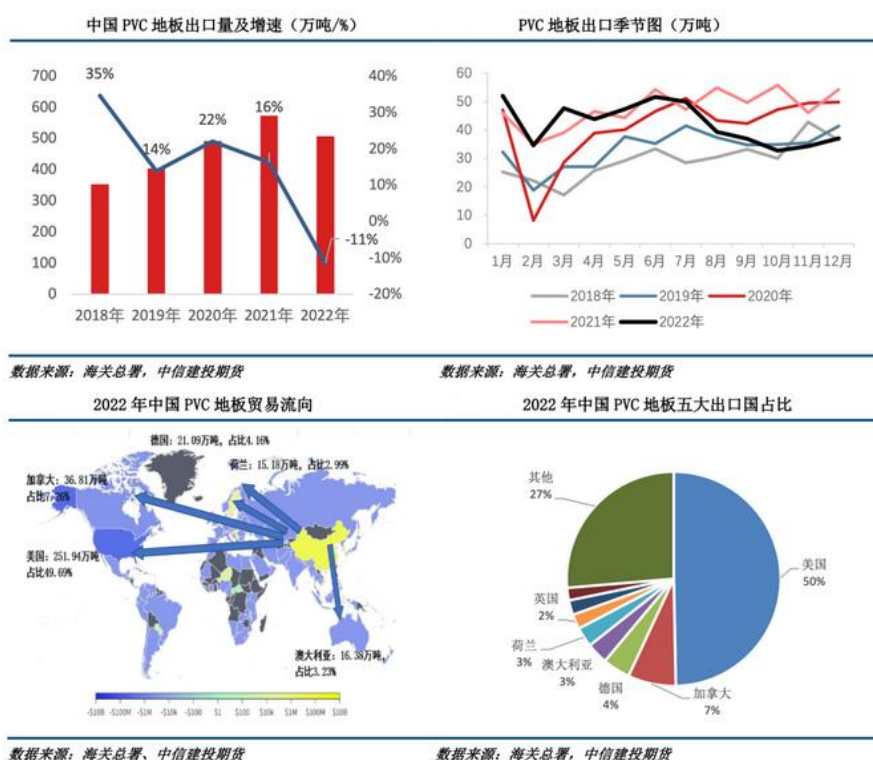 中国 PVC 地板出口量及增速（万吨/%）
700
600
500
400
300
200
100
0
40%
30%
20%
10%
0%
-10%
-20%
35%
14%
22%
16%
-11%
2018年 2019年 2020年 2021年 2022年
数据来源：海关总署，中信建投期货
PVC 地板出口季节图（万吨）
60
50
40
30
20
10
0
1月 2月 3月 4月 5月 6月 7月 8月 9月 10月 11月 12月
2018年 2019年 2020年
2021年 2022年
数据来源：海关总署，中信建投期货
2022 年中国 PVC 地板贸易流向
德国：21.09万吨，占比4.16%
荷兰：15.18万吨，占比2.99%
加拿大：36.81万吨
占比7.26%
美国：251.94万吨
占比49.69%
澳大利亚：16.38万吨，
占比3.23%
-$10B -$100M -$1M -$10k -$100 $1 $100 $10k $1M $100M $10B
数据来源：海关总署、中信建投期货
2022 年中国 PVC 地板五大出口国占比
其他
27%
美国
50%
英国
2%
荷兰
3%
澳大利亚
3%
德国
4%
加拿大
7%
数据来源：海关总署，中信建投期货